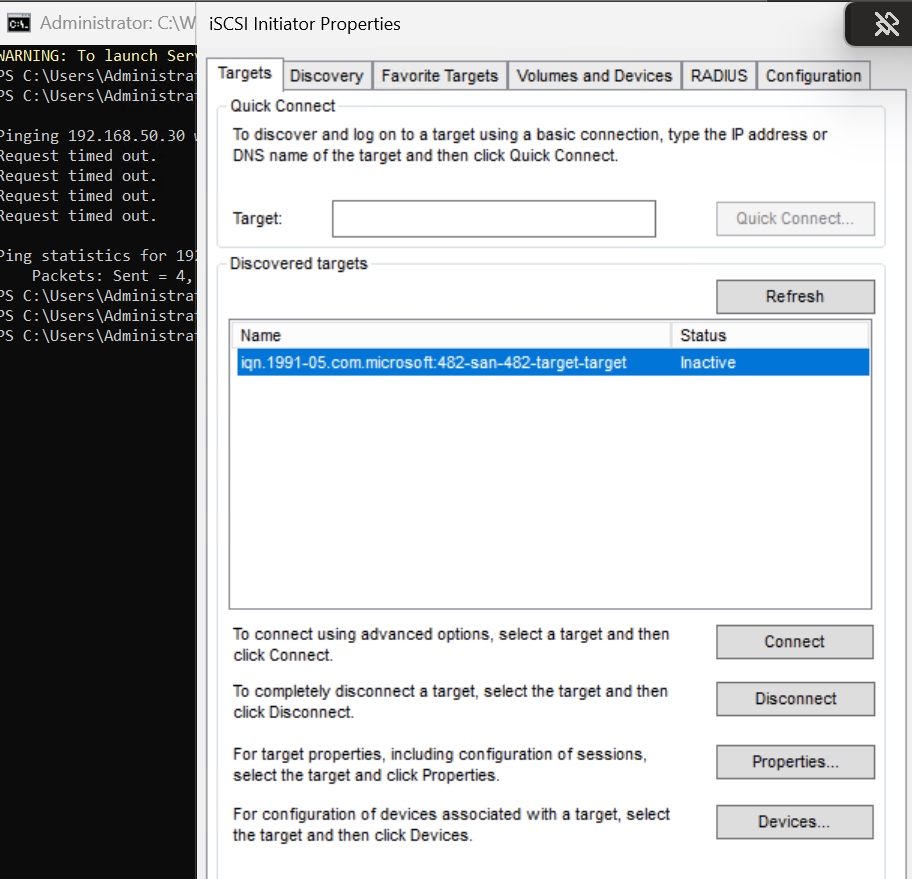 Administrator: C:\W
WARNING: To launch Ser
PS C:\Users\Administra
PS C:\Users\Administra
Pinging 192.168.50.30
Request timed out.
Request timed out.
Request timed out.
Request timed out.
Ping statistics for 19
Packets: Sent = 4,
PS C:\Users\Administra
PS C:\Users\Administra
PS C:\Users\Administra
iSCSI Initiator Properties
Targets Discovery Favorite Targets Volumes and Devices RADIUS Configuration
Quick Connect
To discover and log on to a target using a basic connection, type the IP address or
DNS name of the target and then click Quick Connect.
Target: Quick Connect...
Discovered targets
Refresh
Name Status
iqn.1991-05.com.microsoft:482-san-482-target-target Inactive
To connect using advanced options, select a target and then
click Connect.
Connect
To completely disconnect a target, select the target and then
click Disconnect.
Disconnect
For target properties, including configuration of sessions,
select the target and click Properties.
Properties...
For configuration of devices associated with a target, select
the target and then click Devices.
Devices...